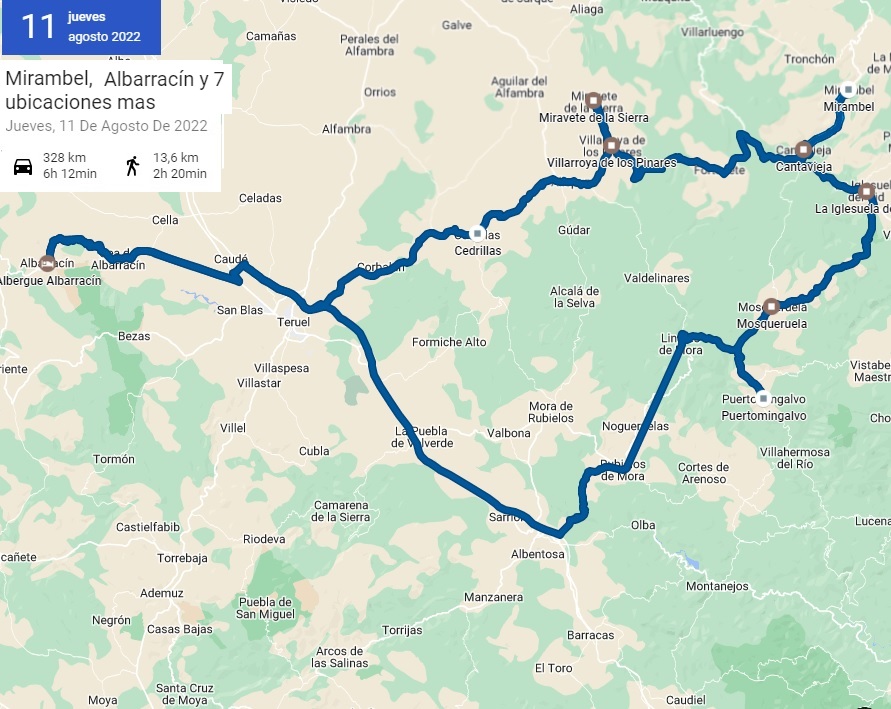 11 jueves
agosto 2022
Mirambel, Albarracín y 7
ubicaciones mas
Jueves, 11 De Agosto De 2022
328 km
6h 12min
13,6 km
2h 20min
Aliaga
Galve
Camañas
Perales del
Alfambra
Villarluengo
Tronchón
Aguilar del
Alfambra
Orrios
Miravete de la Sierra
Mirambel
Alfambra
Villarroya de los Pinares
Cantavieja
Celadas
La Iglesuela de
Cella
Gúdar
Cedrillas
Caudé
Albarracín
Albergue Albarracín
Valdelinares
Alcalá de
la Selva
San Blas
Teruel
Mosqueruela
Bezas
Formiche Alto
de Mora
Villaspesa
Villastar
Puertomingalvo
Mora de
Rubielos
Villel
La Puebla
de Valverde
Valbona
Nogueruelas
Cubla
Villahermosa
del Río
Tormón
Rubielos
de Mora
Cortes de
Arenoso
Camarena
de la Sierra
Castielfabib
Riodeva
Olba
Albentosa
Torrebaja
Montanejos
Ademuz
Manzanera
Puebla de
San Miguel
Negrón
Casas Bajas
Torrijas
Barracas
Arcos de
las Salinas
El Toro
Santa Cruz
de Moya
Moya
Caudiel